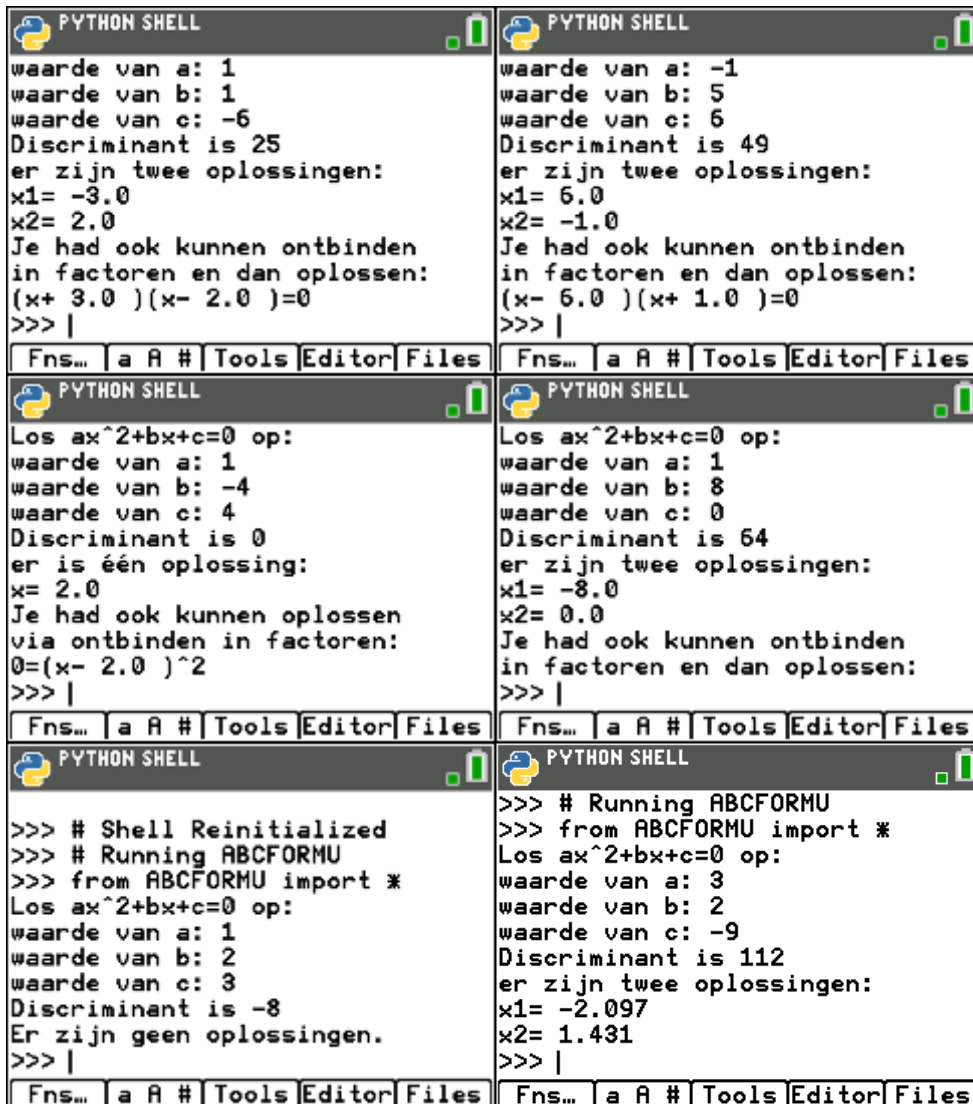 PYTHON SHELL
waarde van a: 1
waarde van b: 1
waarde van c: -6
Discriminant is 25
er zijn twee oplossingen:
x1= -3.0
x2= 2.0
Je had ook kunnen ontbinden
in factoren en dan oplossen:
(x+ 3.0 )(x- 2.0 )=0
>>> |
Fns… a A # Tools Editor Files
PYTHON SHELL
waarde van a: -1
waarde van b: 5
waarde van c: 6
Discriminant is 49
er zijn twee oplossingen:
x1= 6.0
x2= -1.0
Je had ook kunnen ontbinden
in factoren en dan oplossen:
(x- 6.0 )(x+ 1.0 )=0
>>> |
Fns… a A # Tools Editor Files
PYTHON SHELL
Los ax^2+bx+c=0 op:
waarde van a: 1
waarde van b: -4
waarde van c: 4
Discriminant is 0
er is één oplossing:
x= 2.0
Je had ook kunnen oplossen
via ontbinden in factoren:
0=(x- 2.0 )^2
>>> |
Fns… a A # Tools Editor Files
PYTHON SHELL
Los ax^2+bx+c=0 op:
waarde van a: 1
waarde van b: 8
waarde van c: 0
Discriminant is 64
er zijn twee oplossingen:
x1= -8.0
x2= 0.0
Je had ook kunnen ontbinden
in factoren en dan oplossen:
>>> |
Fns… a A # Tools Editor Files
PYTHON SHELL
>>> # Shell Reinitialized
>>> # Running ABCFORMU
>>> from ABCFORMU import *
Los ax^2+bx+c=0 op:
waarde van a: 1
waarde van b: 2
waarde van c: 3
Discriminant is -8
Er zijn geen oplossingen.
>>> |
Fns… a A # Tools Editor Files
PYTHON SHELL
>>> # Running ABCFORMU
>>> from ABCFORMU import *
Los ax^2+bx+c=0 op:
waarde van a: 3
waarde van b: 2
waarde van c: -9
Discriminant is 112
er zijn twee oplossingen:
x1= -2.097
x2= 1.431
>>> |
Fns… a A # Tools Editor Files